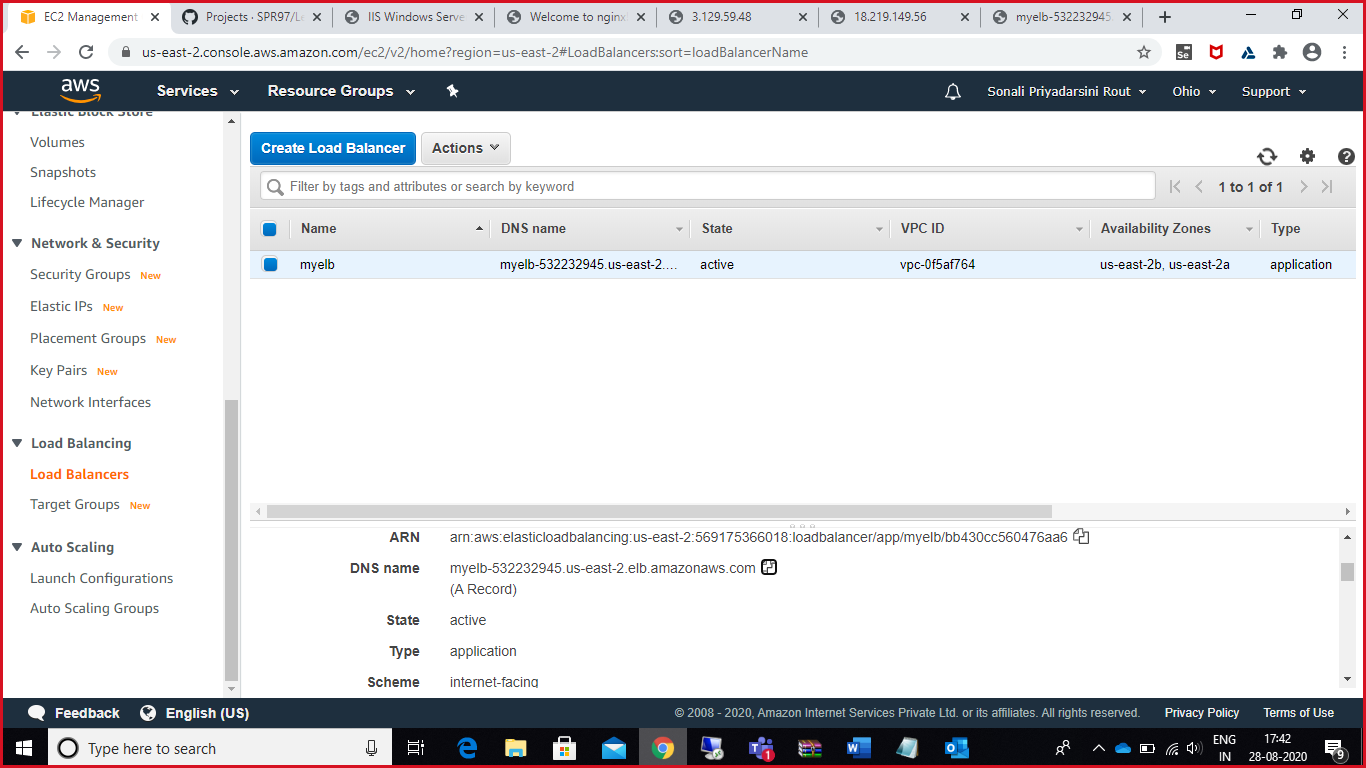 EC2 Management
Projects · SPR97/Le
IIS Windows Serve
Welcome to nginx
3.129.59.48
18.219.149.56
myelb-532232945.
us-east-2.console.aws.amazon.com/ec2/v2/home?region=us-east-2#LoadBalancers:sort=loadBalancerName
Se
aws
Services
Resource Groups
Sonali Priyadarsini Rout
Ohio
Support
Elastic Block Store
Volumes
Snapshots
Lifecycle Manager
Network & Security
Security Groups New
Elastic IPs New
Placement Groups New
Key Pairs New
Network Interfaces
Load Balancing
Load Balancers
Target Groups New
Auto Scaling
Launch Configurations
Auto Scaling Groups
Create Load Balancer
Actions
Filter by tags and attributes or search by keyword
1 to 1 of 1
Name DNS name State VPC ID Availability Zones Type
myelb myelb-532232945.us-east-2.... active vpc-0f5af764 us-east-2b, us-east-2a application
ARN arn:aws:elasticloadbalancing:us-east-2:569175366018:loadbalancer/app/myelb/bb430cc560476aa6
DNS name myelb-532232945.us-east-2.elb.amazonaws.com
(A Record)
State active
Type application
Scheme internet-facing
Feedback
English (US)
© 2008 - 2020, Amazon Internet Services Private Ltd. or its affiliates. All rights reserved.
Privacy Policy
Terms of Use
Type here to search
1
ENG
IN
17:42
28-08-2020
9